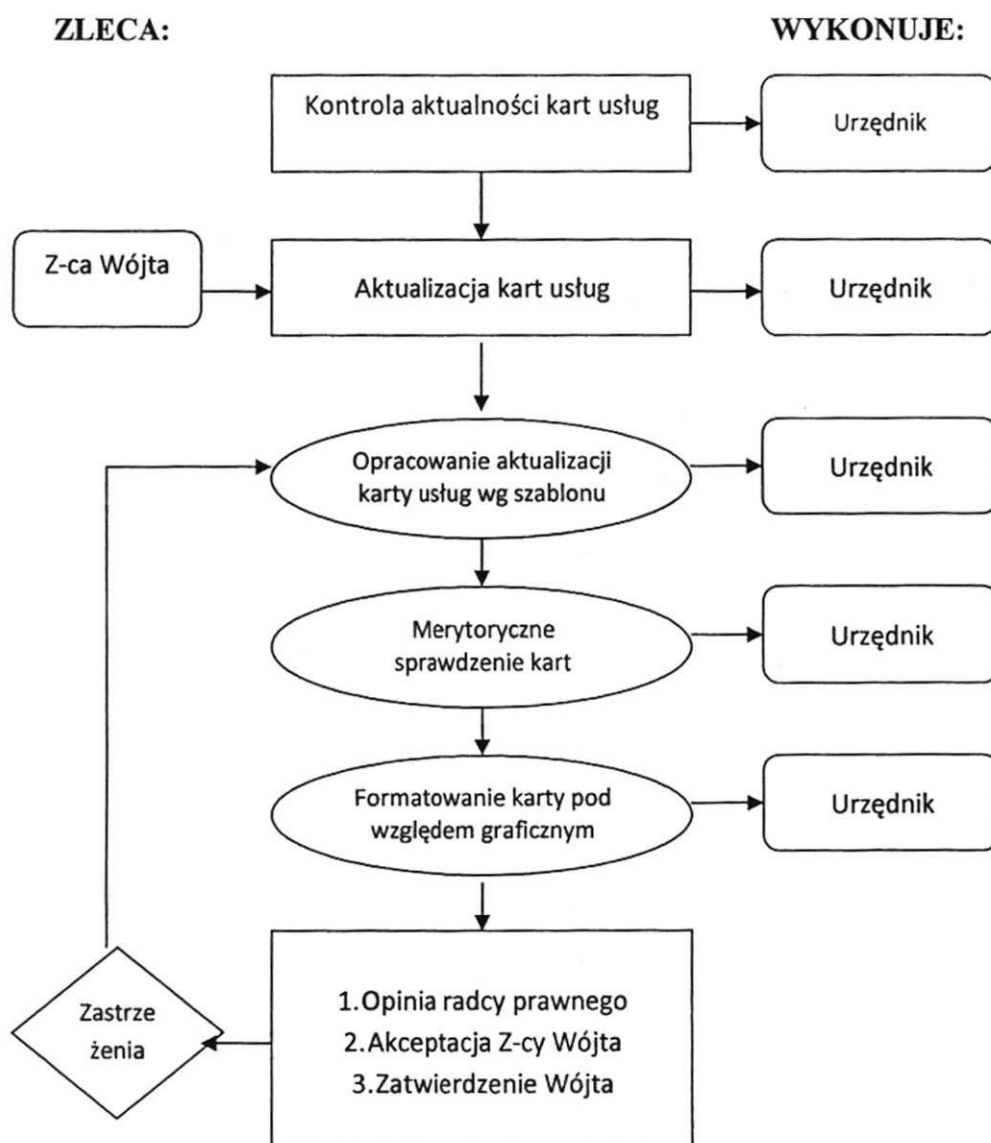 ZLECA:
WYKONUJE:
Kontrola aktualności kart usług
Urzędnik
Z-ca Wójta
Aktualizacja kart usług
Urzędnik
Opracowanie aktualizacji
karty usług wg szablonu
Urzędnik
Merytoryczne
sprawdzenie kart
Urzędnik
Formatowanie karty pod
względem graficznym
Urzędnik
Zastrze
żenia
1.Opinia radcy prawnego
2.Akceptacja Z-cy Wójta
3.Zatwierdzenie Wójta